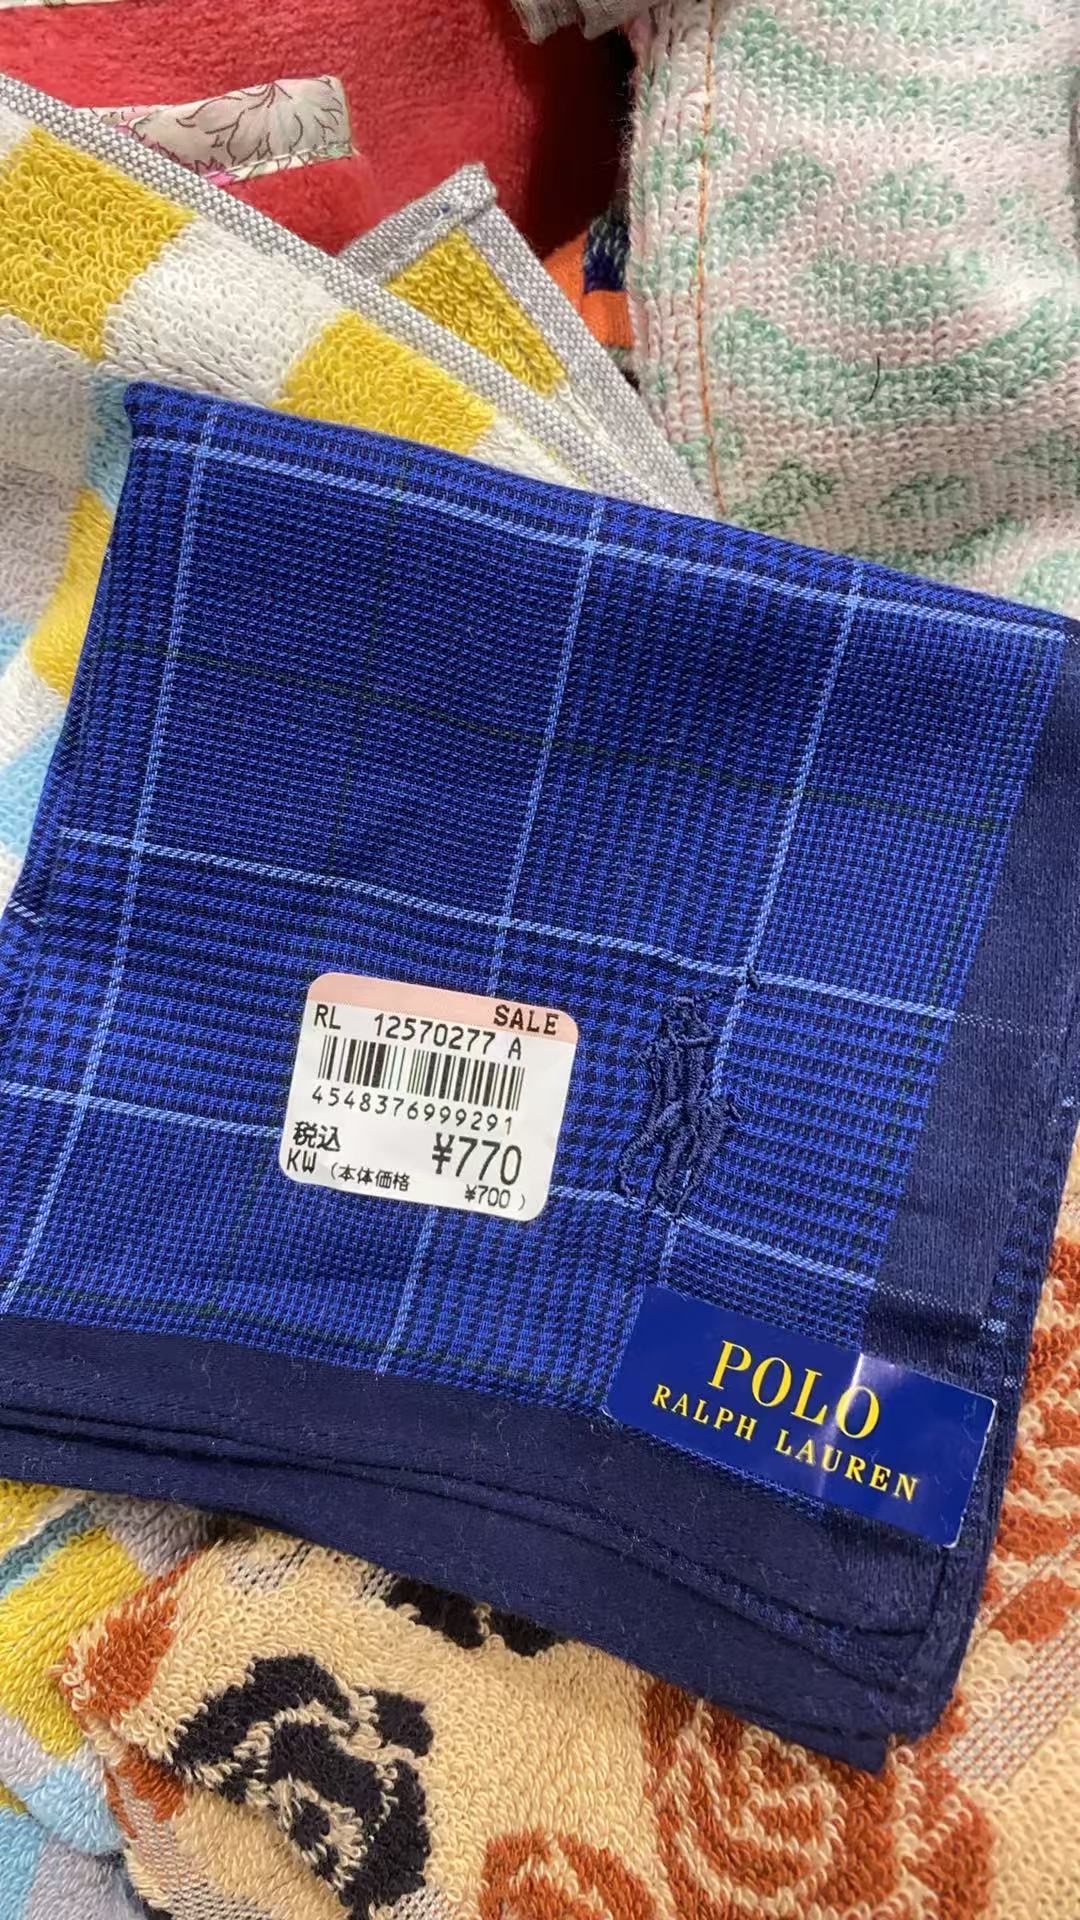 SALE
RL 12570277 A
4548376999291
税込 ¥770
KW (本体価格 ¥700 )
POLO
RALPH LAUREN